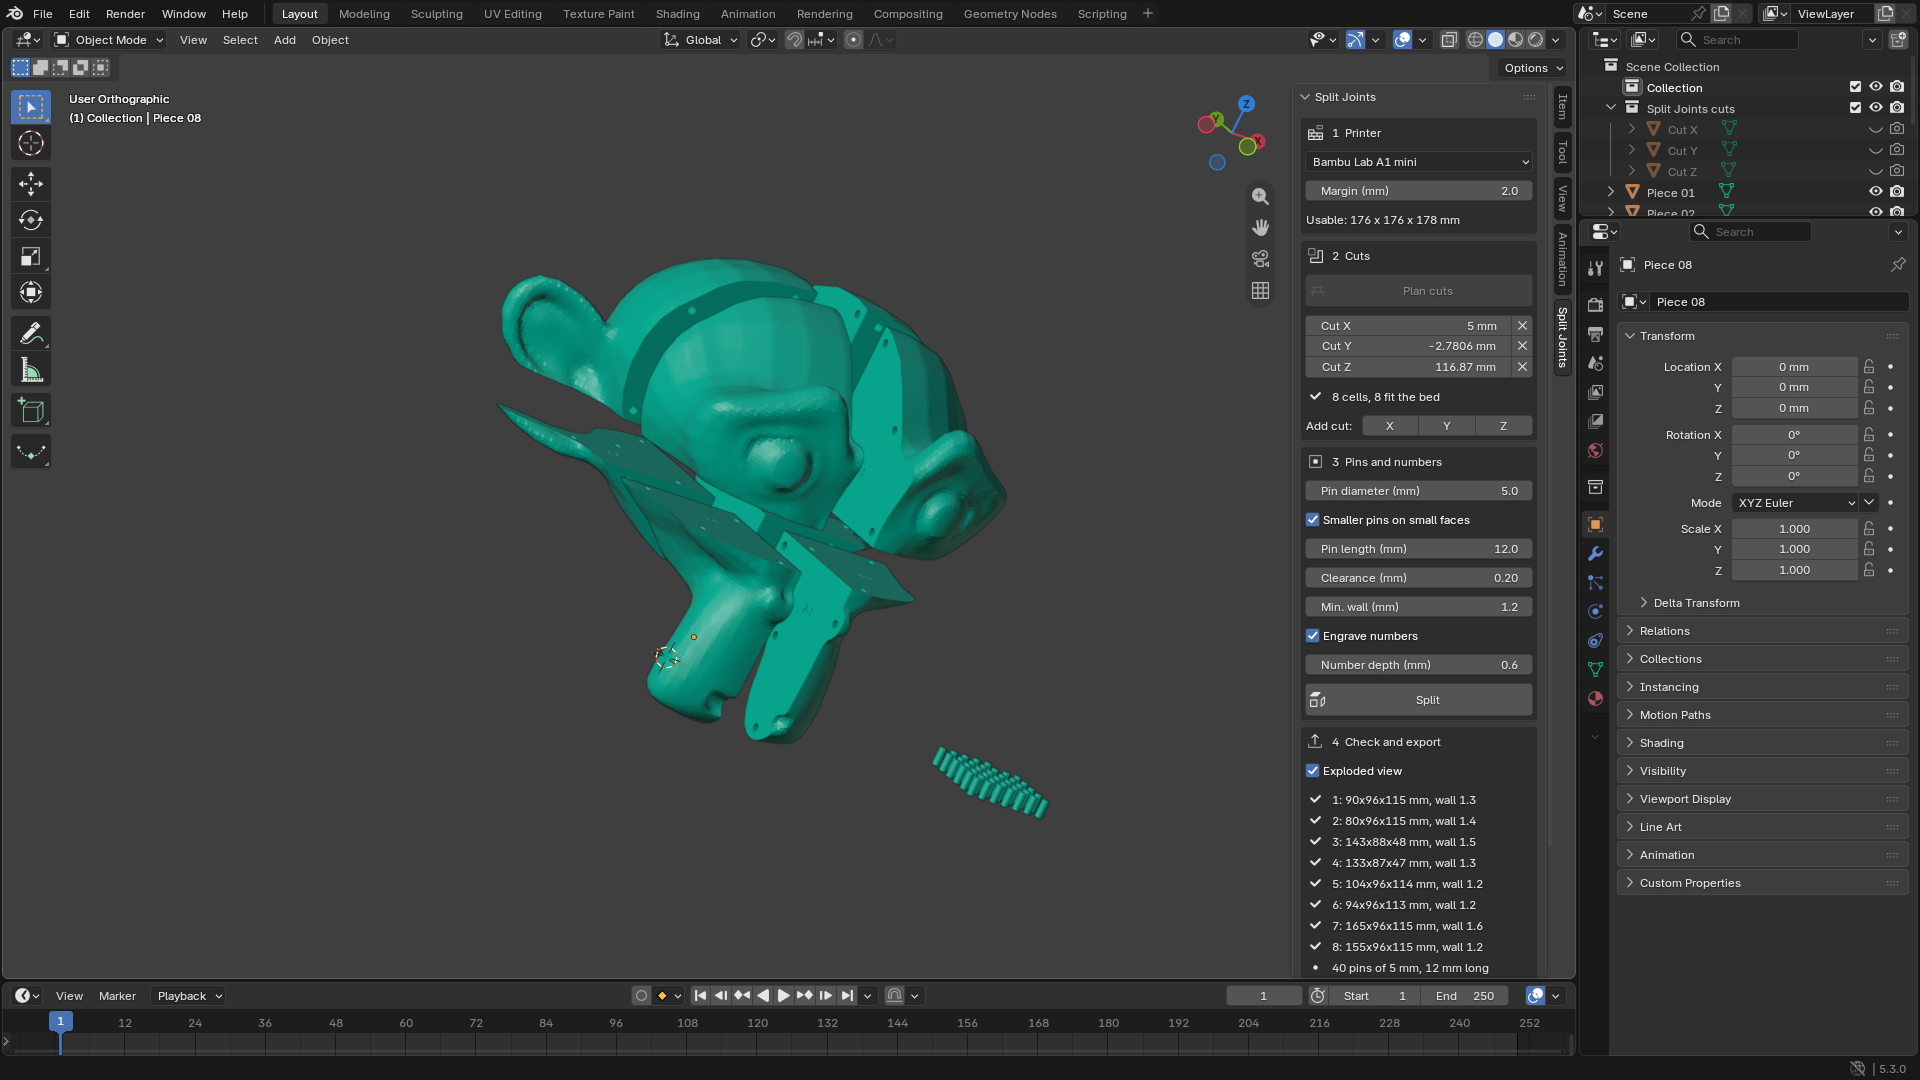 File Edit Render Window Help Layout Modeling Sculpting UV Editing Texture Paint Shading Animation Rendering Compositing Geometry Nodes Scripting Scene ViewLayer
Object Mode View Select Add Object Global Search
Options
User Orthographic
(1) Collection | Piece 08
Z
Y
X
Split Joints
1 Printer
Bambu Lab A1 mini
Margin (mm) 2.0
Usable: 176 x 176 x 178 mm
2 Cuts
Plan cuts
Cut X 5 mm
Cut Y -2.7806 mm
Cut Z 116.87 mm
8 cells, 8 fit the bed
Add cut: X Y Z
3 Pins and numbers
Pin diameter (mm) 5.0
Smaller pins on small faces
Pin length (mm) 12.0
Clearance (mm) 0.20
Min. wall (mm) 1.2
Engrave numbers
Number depth (mm) 0.6
Split
4 Check and export
Exploded view
1: 90x96x115 mm, wall 1.3
2: 80x96x115 mm, wall 1.4
3: 143x88x48 mm, wall 1.5
4: 133x87x47 mm, wall 1.3
5: 104x96x114 mm, wall 1.2
6: 94x96x113 mm, wall 1.2
7: 165x96x115 mm, wall 1.6
8: 155x96x115 mm, wall 1.2
40 pins of 5 mm, 12 mm long
Item
Tool
View
Animation
Split Joints
Scene Collection
Collection
Split Joints cuts
Cut X
Cut Y
Cut Z
Piece 01
Piece 02
Search
Piece 08
Piece 08
Transform
Location X 0 mm
Y 0 mm
Z 0 mm
Rotation X 0°
Y 0°
Z 0°
Mode XYZ Euler
Scale X 1.000
Y 1.000
Z 1.000
Delta Transform
Relations
Collections
Instancing
Motion Paths
Shading
Visibility
Viewport Display
Line Art
Animation
Custom Properties
View Marker Playback 1 Start 1 End 250
1 12 24 36 48 60 72 84 96 108 120 132 144 156 168 180 192 204 216 228 240 252
5.3.0